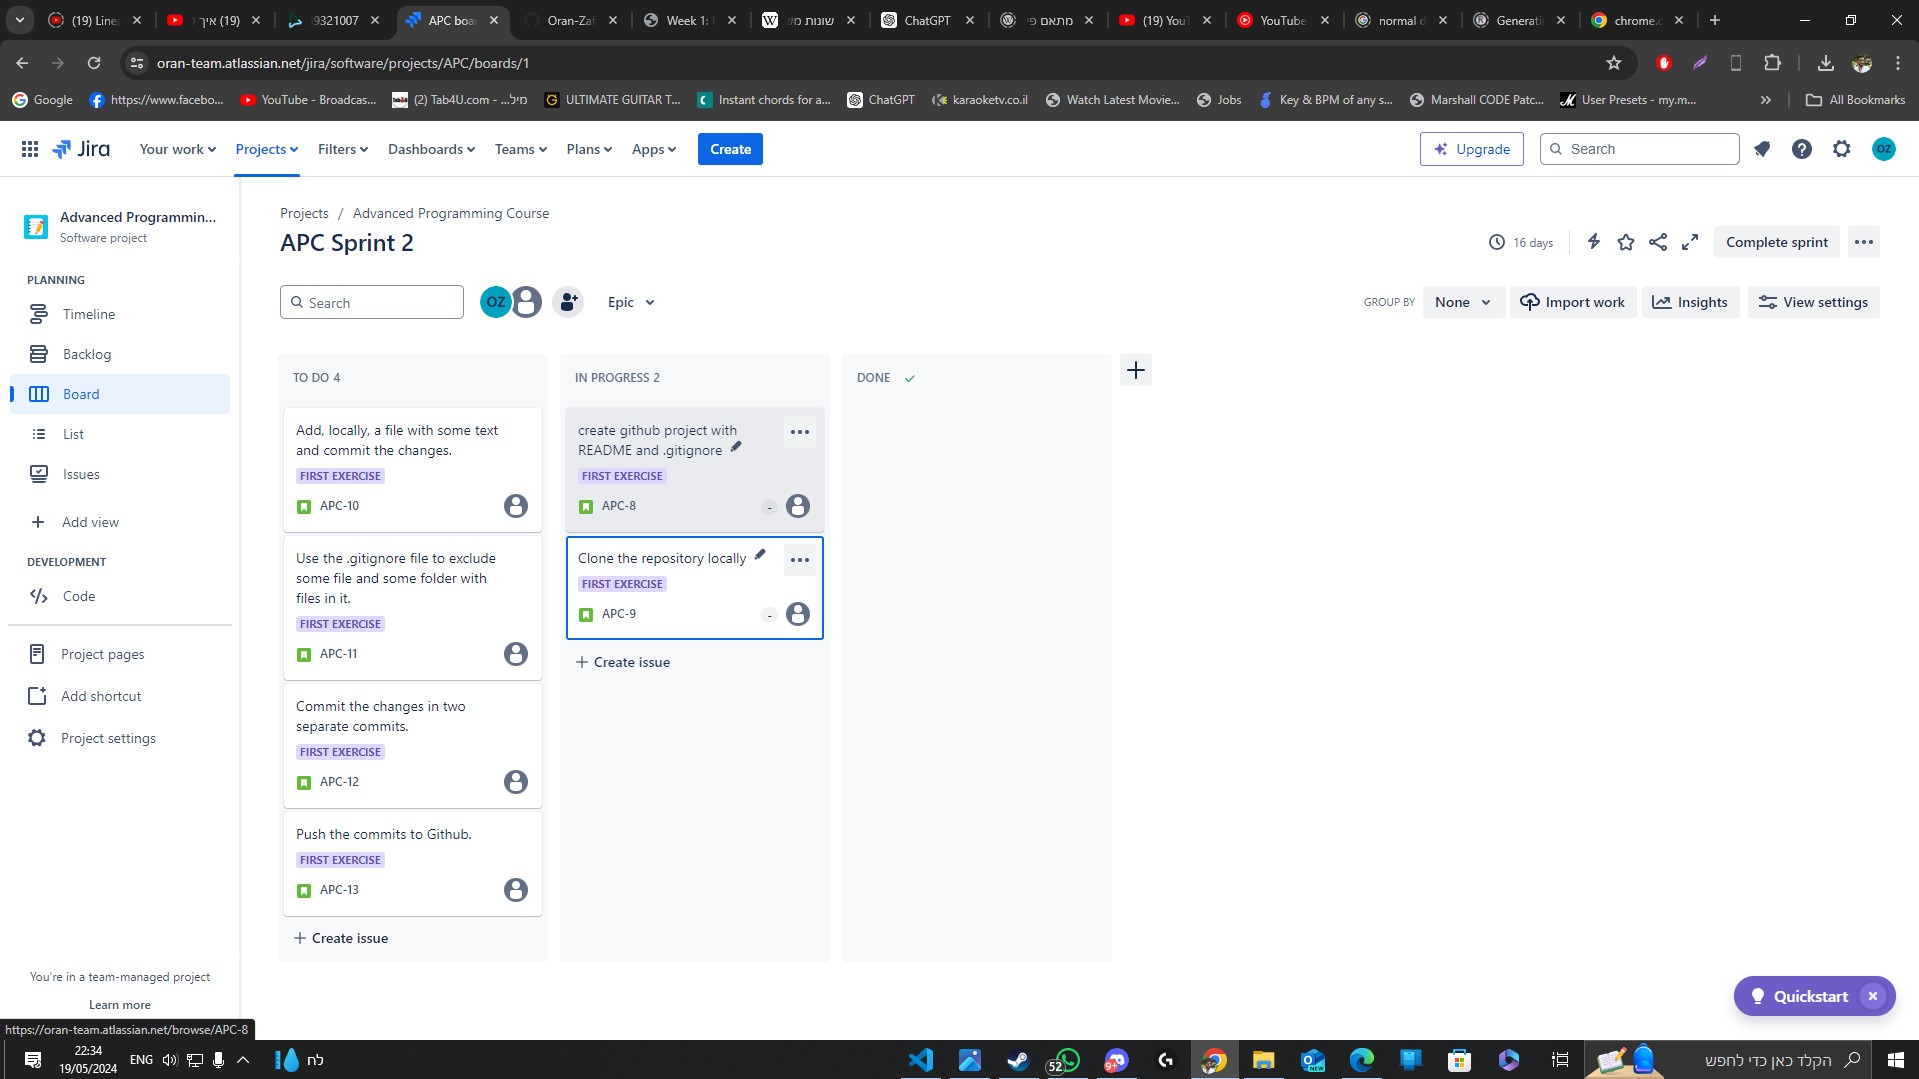 (19) Linea
(19) איך
39321007
APC boar
Oran-Zaf
Week 1: I
שונות מש
ChatGPT
מתאם פי
(19) YouT
YouTube
normal d
Generati
chrome.c
oran-team.atlassian.net/jira/software/projects/APC/boards/1
Google
https://www.facebo...
YouTube - Broadcas...
(2) Tab4U.com - ...מיל
ULTIMATE GUITAR T...
Instant chords for a...
ChatGPT
karaoketv.co.il
Watch Latest Movie...
Jobs
Key & BPM of any s...
Marshall CODE Patc...
User Presets - my.m...
All Bookmarks
Jira
Your work
Projects
Filters
Dashboards
Teams
Plans
Apps
Create
Upgrade
Search
OZ
Advanced Programmin...
Software project
PLANNING
Timeline
Backlog
Board
List
Issues
Add view
DEVELOPMENT
Code
Project pages
Add shortcut
Project settings
You're in a team-managed project
Learn more
Projects / Advanced Programming Course
APC Sprint 2
16 days
Complete sprint
Search
OZ
Epic
GROUP BY
None
Import work
Insights
View settings
TO DO 4
Add, locally, a file with some text
and commit the changes.
FIRST EXERCISE
APC-10
Use the .gitignore file to exclude
some file and some folder with
files in it.
FIRST EXERCISE
APC-11
Commit the changes in two
separate commits.
FIRST EXERCISE
APC-12
Push the commits to Github.
FIRST EXERCISE
APC-13
Create issue
IN PROGRESS 2
create github project with
README and .gitignore
FIRST EXERCISE
APC-8
-
Clone the repository locally
FIRST EXERCISE
APC-9
-
Create issue
DONE
Quickstart
https://oran-team.atlassian.net/browse/APC-8
22:34
19/05/2024
ENG
לח
52
9+
NEW
הקלד כאן כדי לחפש